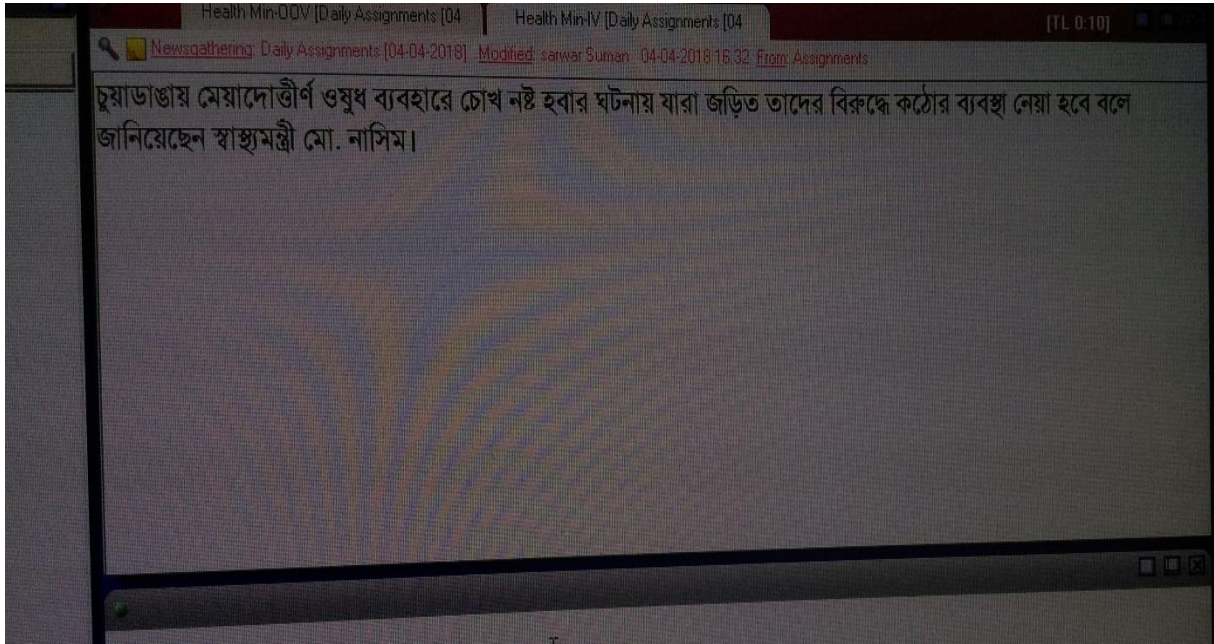 Health Min-OOV [Daily Assignments [04
Health Min-IV [Daily Assignments [04
[TL 0:10]
Newsgathering: Daily Assignments [04-04-2018] Modified: sarwar Suman 04-04-2018 16:32 From: Assignments
চুয়াডাঙায় মেয়াদোত্তীর্ণ ওষুধ ব্যবহারে চোখ নষ্ট হবার ঘটনায় যারা জড়িত তাদের বিরুদ্ধে কঠোর ব্যবস্থা নেয়া হবে বলে
জানিয়েছেন স্বাস্থ্যমন্ত্রী মো. নাসিম।